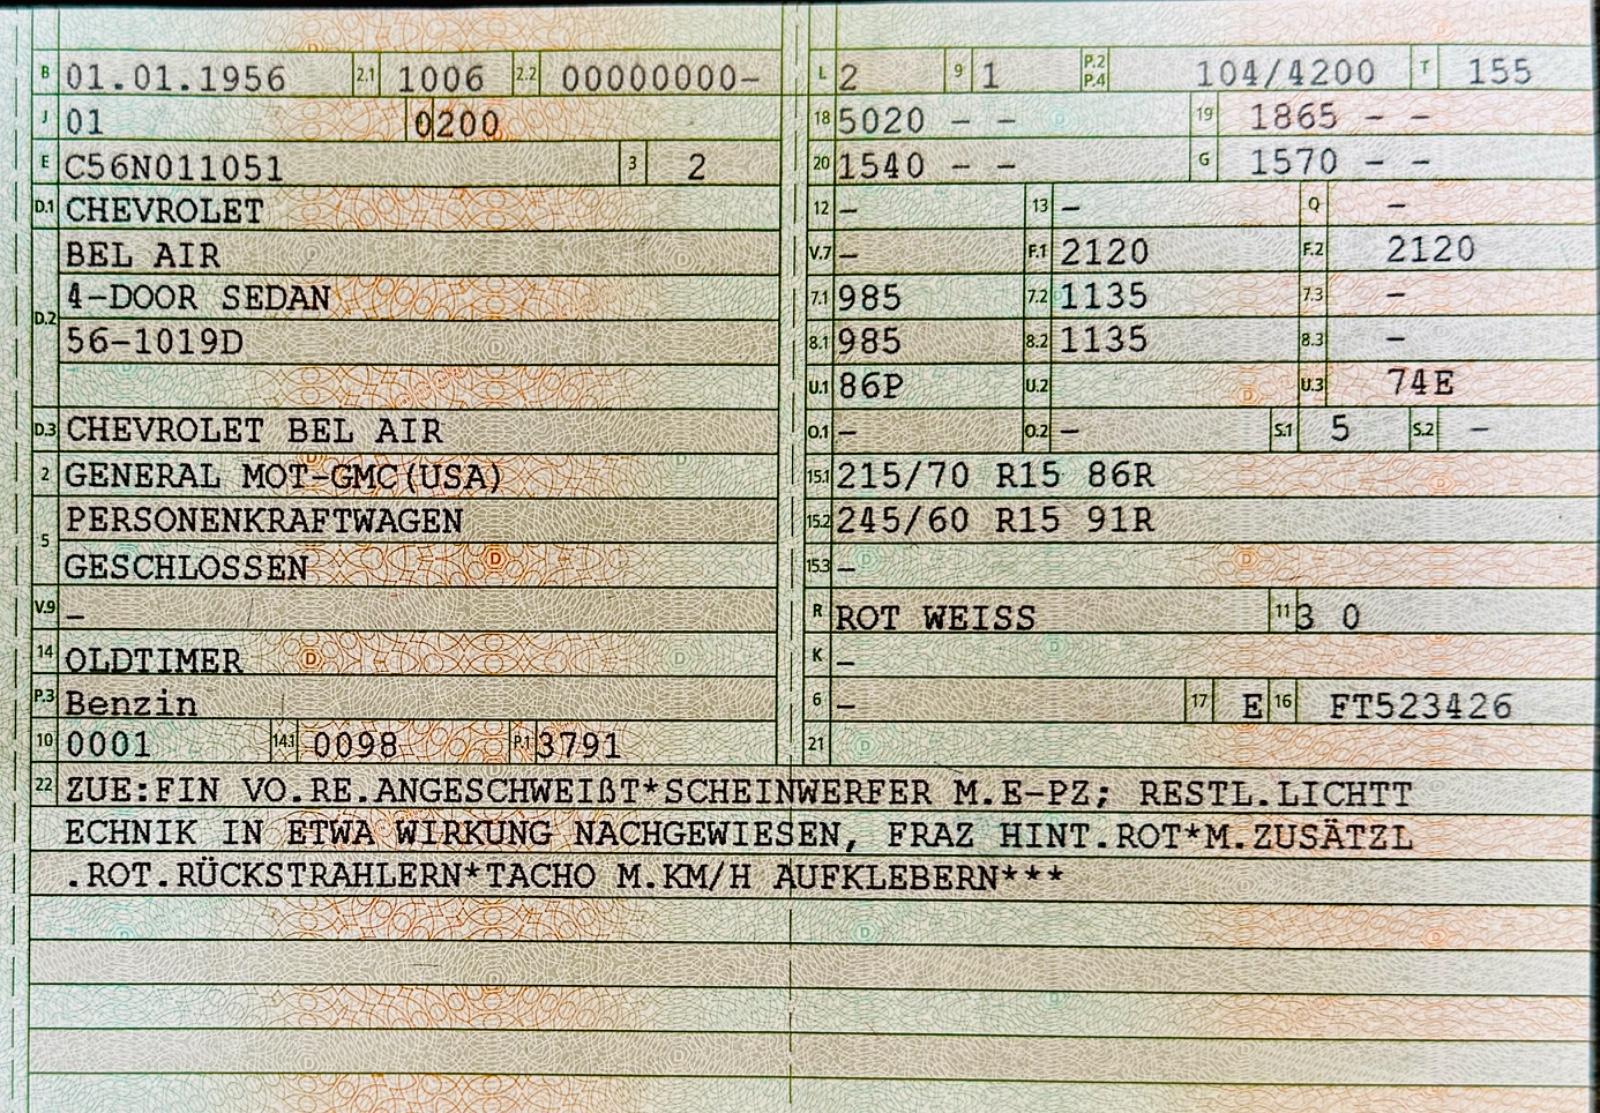 B 01.01.1956 2.1 1006 2.2 00000000-
J 01 0200
E C56N011051 3 2
D.1 CHEVROLET
D.2 BEL AIR
4-DOOR SEDAN
56-1019D
D.3 CHEVROLET BEL AIR
2 GENERAL MOT-GMC(USA)
5 PERSONENKRAFTWAGEN
GESCHLOSSEN
V.9 –
14 OLDTIMER
P.3 Benzin
10 0001 14.1 0098 P.1 3791
L 2 9 1 P.2 P.4 104/4200 T 155
18 5020 – – 19 1865 – –
20 1540 – – G 1570 – –
12 – 13 – Q –
V.7 – F.1 2120 F.2 2120
7.1 985 7.2 1135 7.3 –
8.1 985 8.2 1135 8.3 –
U.1 86P U.2 U.3 74E
O.1 – O.2 – S.1 5 S.2 –
15.1 215/70 R15 86R
15.2 245/60 R15 91R
15.3 –
R ROT WEISS 11 3 0
K –
6 – 17 E 16 FT523426
21
22 ZUE:FIN VO.RE.ANGESCHWEIßT*SCHEINWERFER M.E-PZ; RESTL.LICHTT
ECHNIK IN ETWA WIRKUNG NACHGEWIESEN, FRAZ HINT.ROT*M.ZUSÄTZL
.ROT.RÜCKSTRAHLERN*TACHO M.KM/H AUFKLEBERN***